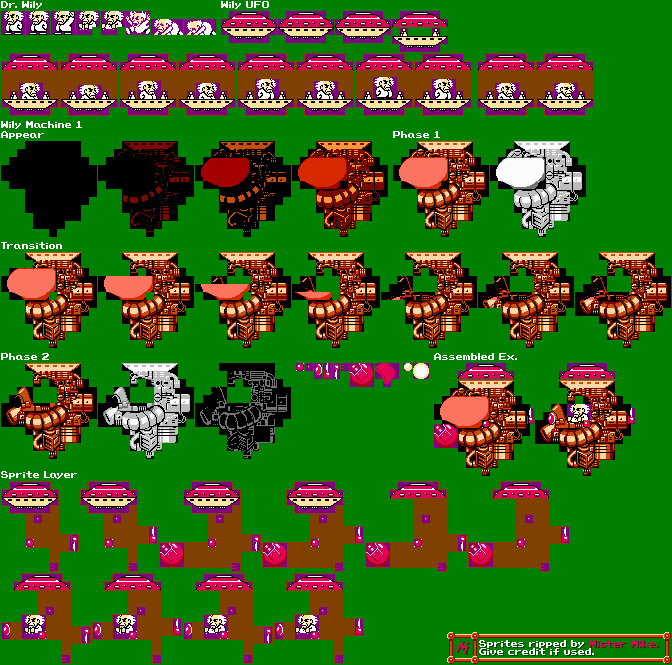 Dr. Wily
Wily UFO
Wily Machine 1
Appear
Phase 1
Transition
Phase 2
Assembled Ex.
Sprite Layer
Sprites ripped by Mister Mike.
Give credit if used.